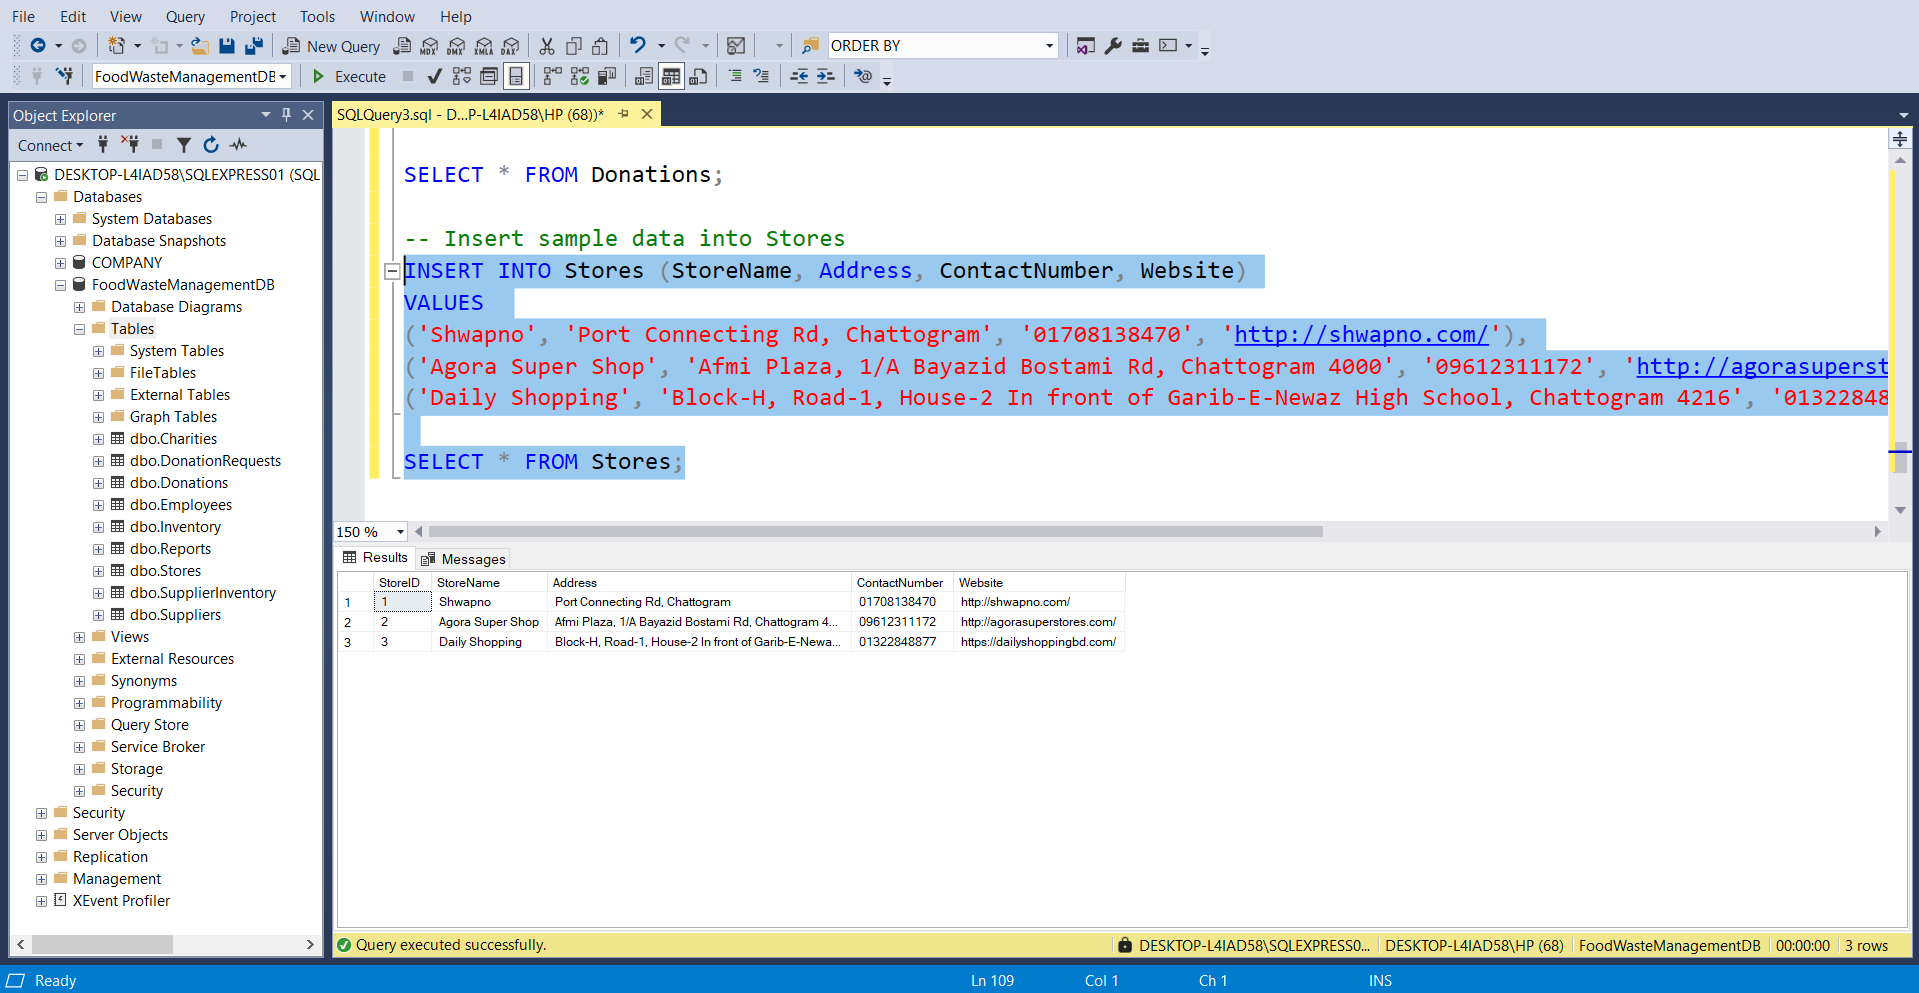 File Edit View Query Project Tools Window Help
New Query MDX DMX XMLA DAX ORDER BY
FoodWasteManagementDB Execute
Object Explorer
Connect
DESKTOP-L4IAD58\SQLEXPRESS01 (SQL
Databases
System Databases
Database Snapshots
COMPANY
FoodWasteManagementDB
Database Diagrams
Tables
System Tables
FileTables
External Tables
Graph Tables
dbo.Charities
dbo.DonationRequests
dbo.Donations
dbo.Employees
dbo.Inventory
dbo.Reports
dbo.Stores
dbo.SupplierInventory
dbo.Suppliers
Views
External Resources
Synonyms
Programmability
Query Store
Service Broker
Storage
Security
Security
Server Objects
Replication
Management
XEvent Profiler
SQLQuery3.sql - D...P-L4IAD58\HP (68))*
SELECT * FROM Donations;
-- Insert sample data into Stores
INSERT INTO Stores (StoreName, Address, ContactNumber, Website)
VALUES
('Shwapno', 'Port Connecting Rd, Chattogram', '01708138470', 'http://shwapno.com/'),
('Agora Super Shop', 'Afmi Plaza, 1/A Bayazid Bostami Rd, Chattogram 4000', '09612311172', 'http://agorasuperst
('Daily Shopping', 'Block-H, Road-1, House-2 In front of Garib-E-Newaz High School, Chattogram 4216', '01322848
SELECT * FROM Stores;
150 %
Results Messages
StoreID StoreName Address ContactNumber Website
1 1 Shwapno Port Connecting Rd, Chattogram 01708138470 http://shwapno.com/
2 2 Agora Super Shop Afmi Plaza, 1/A Bayazid Bostami Rd, Chattogram 4... 09612311172 http://agorasuperstores.com/
3 3 Daily Shopping Block-H, Road-1, House-2 In front of Garib-E-Newa... 01322848877 https://dailyshoppingbd.com/
Query executed successfully. DESKTOP-L4IAD58\SQLEXPRESS0... DESKTOP-L4IAD58\HP (68) FoodWasteManagementDB 00:00:00 3 rows
Ready Ln 109 Col 1 Ch 1 INS